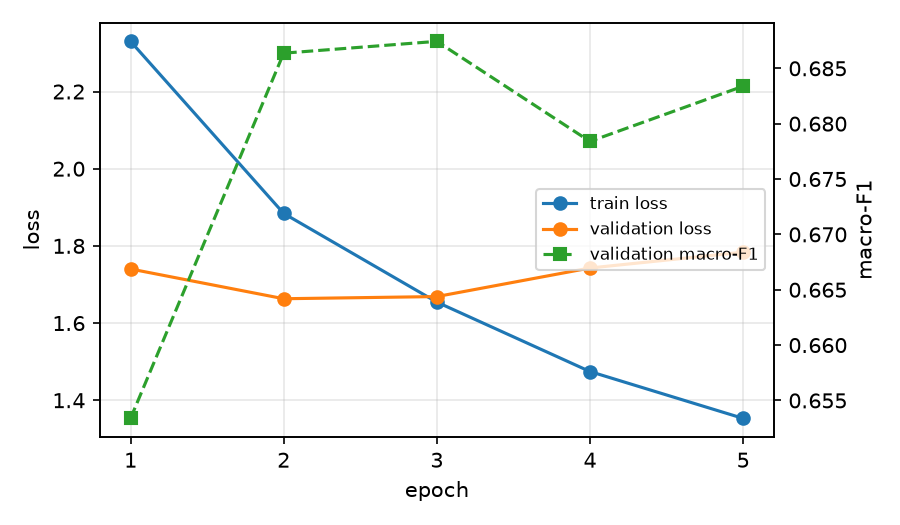 2.2
2.0
1.8
1.6
1.4
loss
0.685
0.680
0.675
0.670
0.665
0.660
0.655
macro-F1
train loss
validation loss
validation macro-F1
1 2 3 4 5
epoch